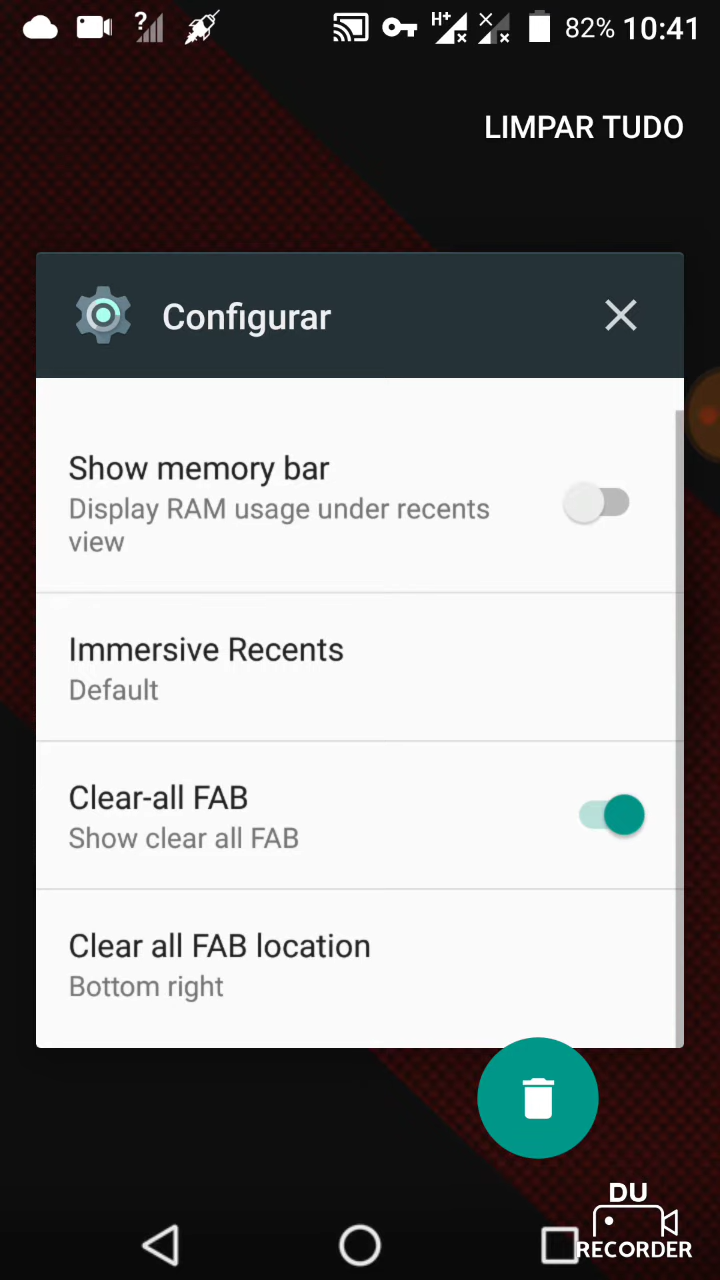 H+ 82% 10:41
LIMPAR TUDO
Configurar
Show memory bar
Display RAM usage under recents
view
Immersive Recents
Default
Clear-all FAB
Show clear all FAB
Clear all FAB location
Bottom right
DU
RECORDER